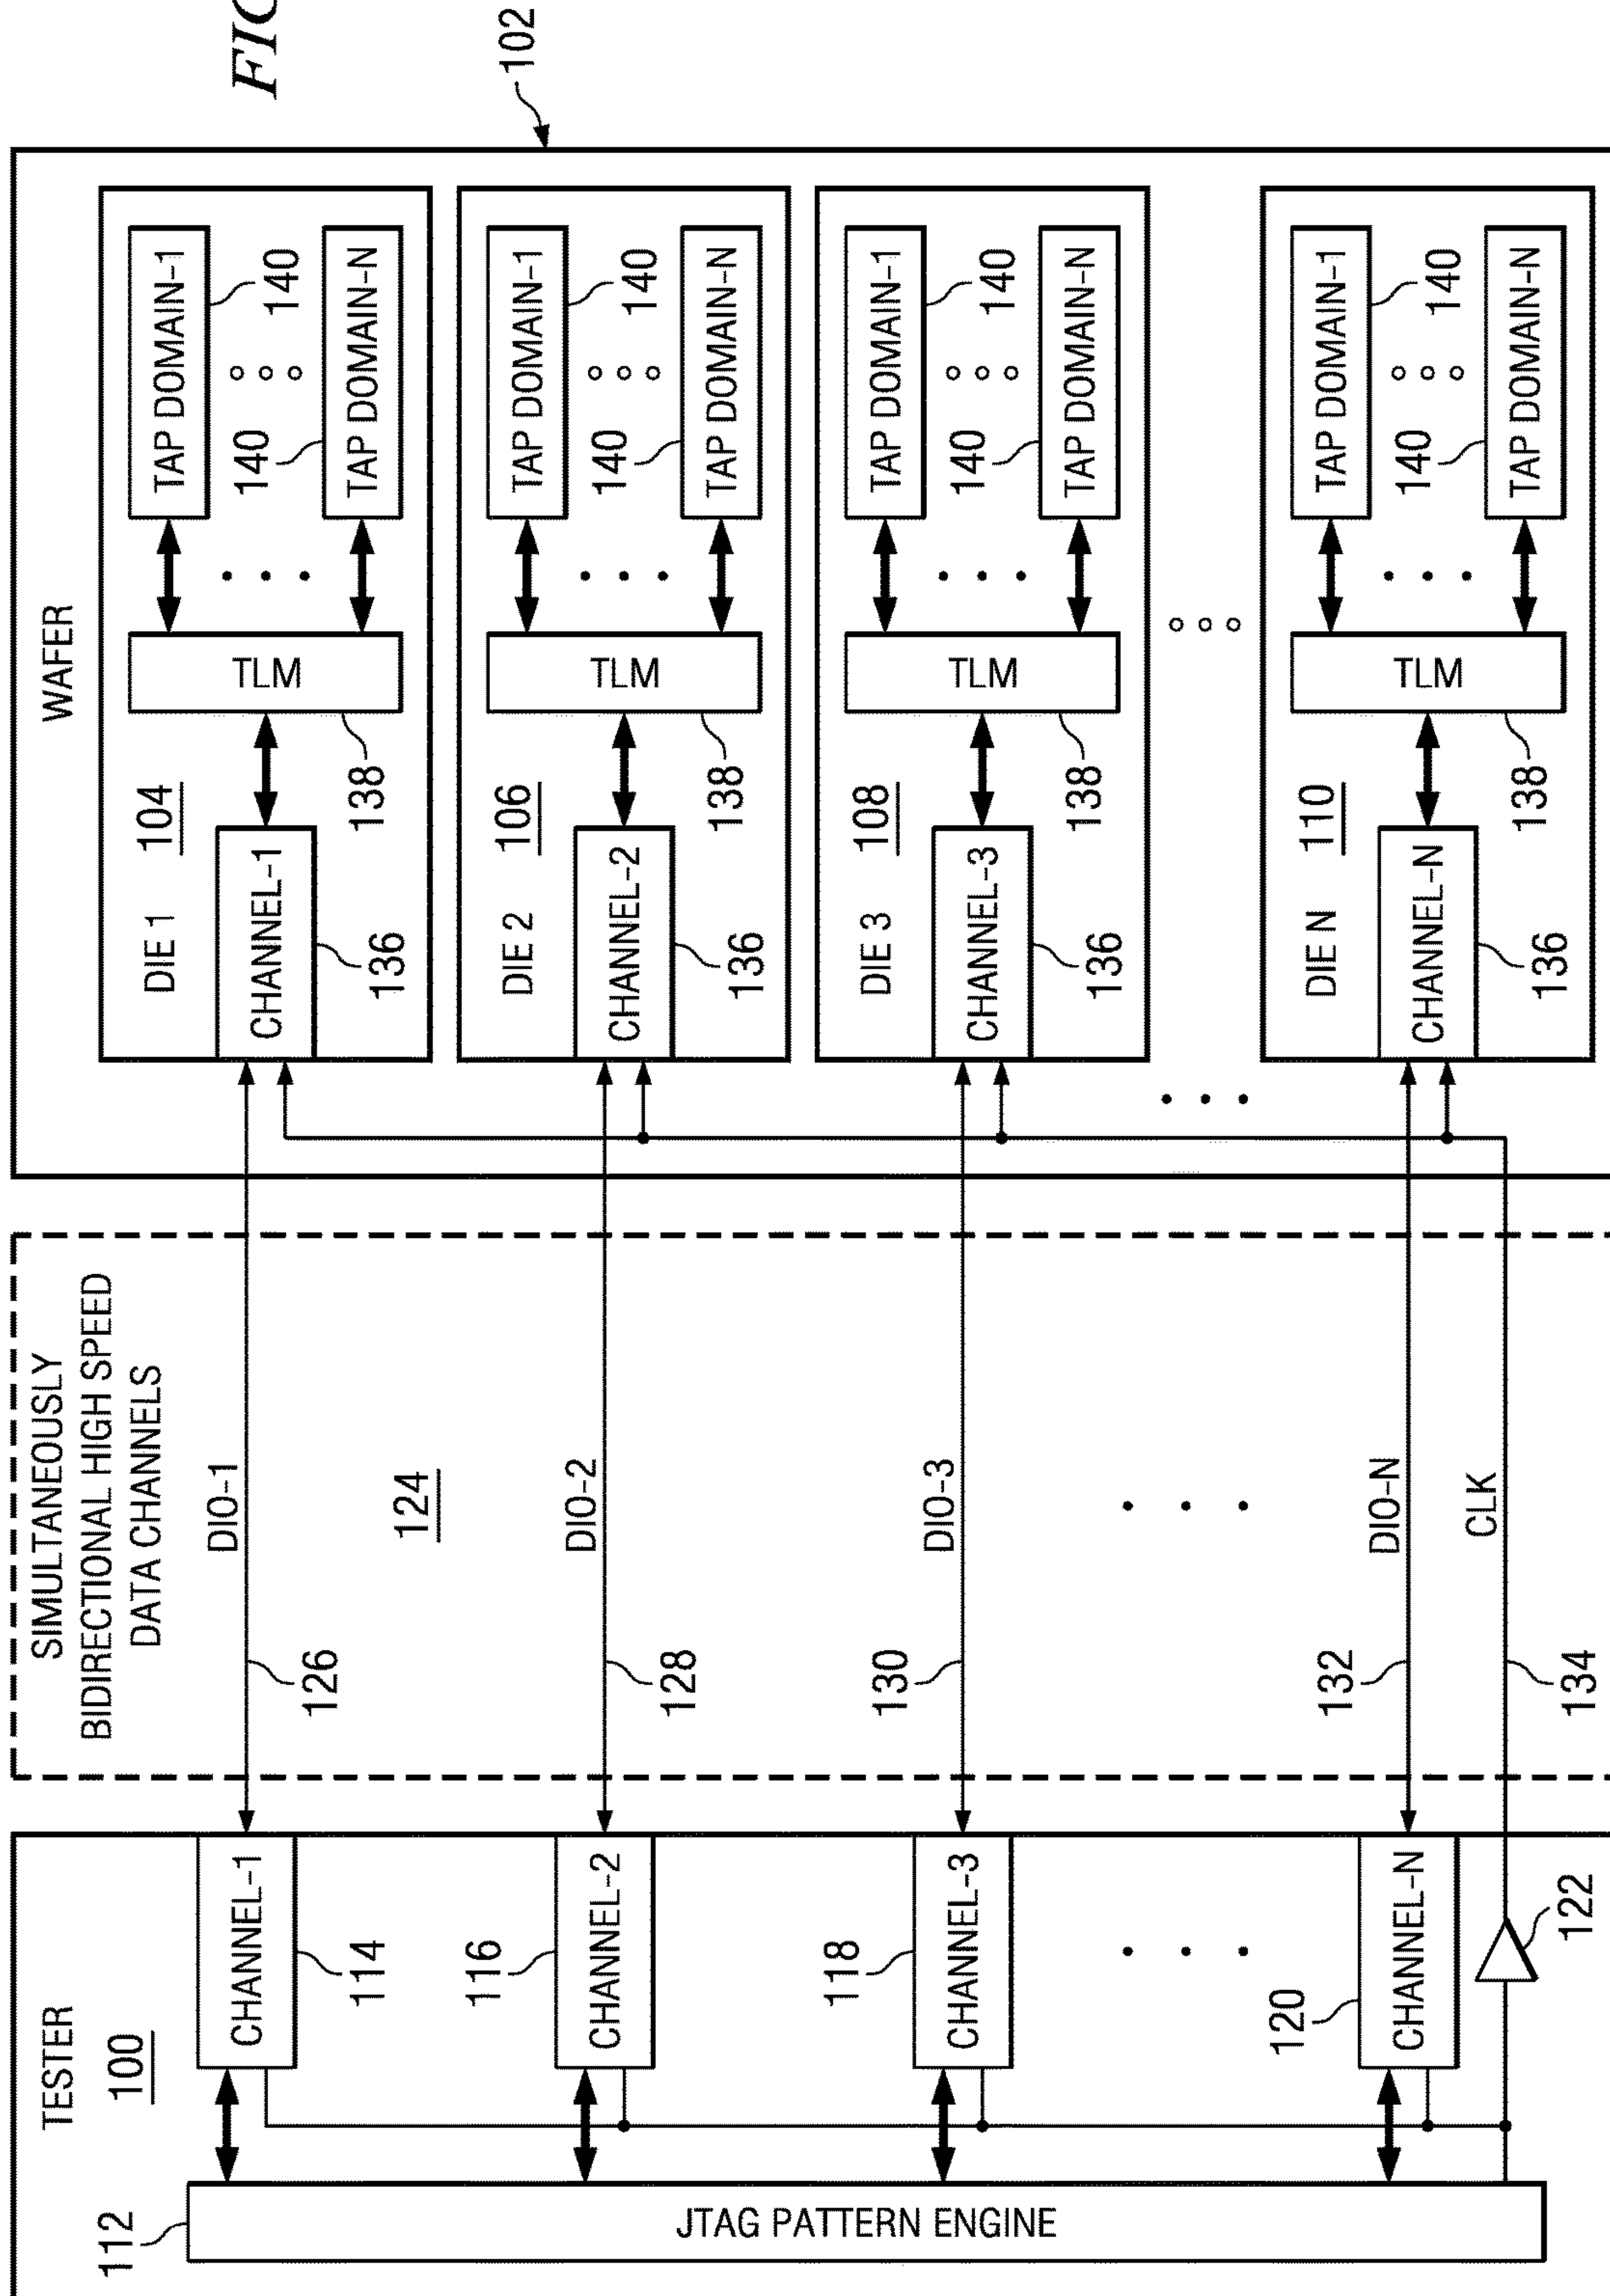 FIG
102
WAFER
DIE 1
104
CHANNEL-1
136
TLM
138
TAP DOMAIN-1
140
140
TAP DOMAIN-N
DIE 2
106
CHANNEL-2
136
TLM
138
TAP DOMAIN-1
140
140
TAP DOMAIN-N
DIE 3
108
CHANNEL-3
136
TLM
138
TAP DOMAIN-1
140
140
TAP DOMAIN-N
DIE N
110
CHANNEL-N
136
TLM
138
TAP DOMAIN-1
140
140
TAP DOMAIN-N
SIMULTANEOUSLY
BIDIRECTIONAL HIGH SPEED
DATA CHANNELS
DIO-1
126
124
DIO-2
128
DIO-3
130
DIO-N
132
CLK
134
TESTER
100
CHANNEL-1
114
CHANNEL-2
116
CHANNEL-3
118
CHANNEL-N
120
122
112
JTAG PATTERN ENGINE